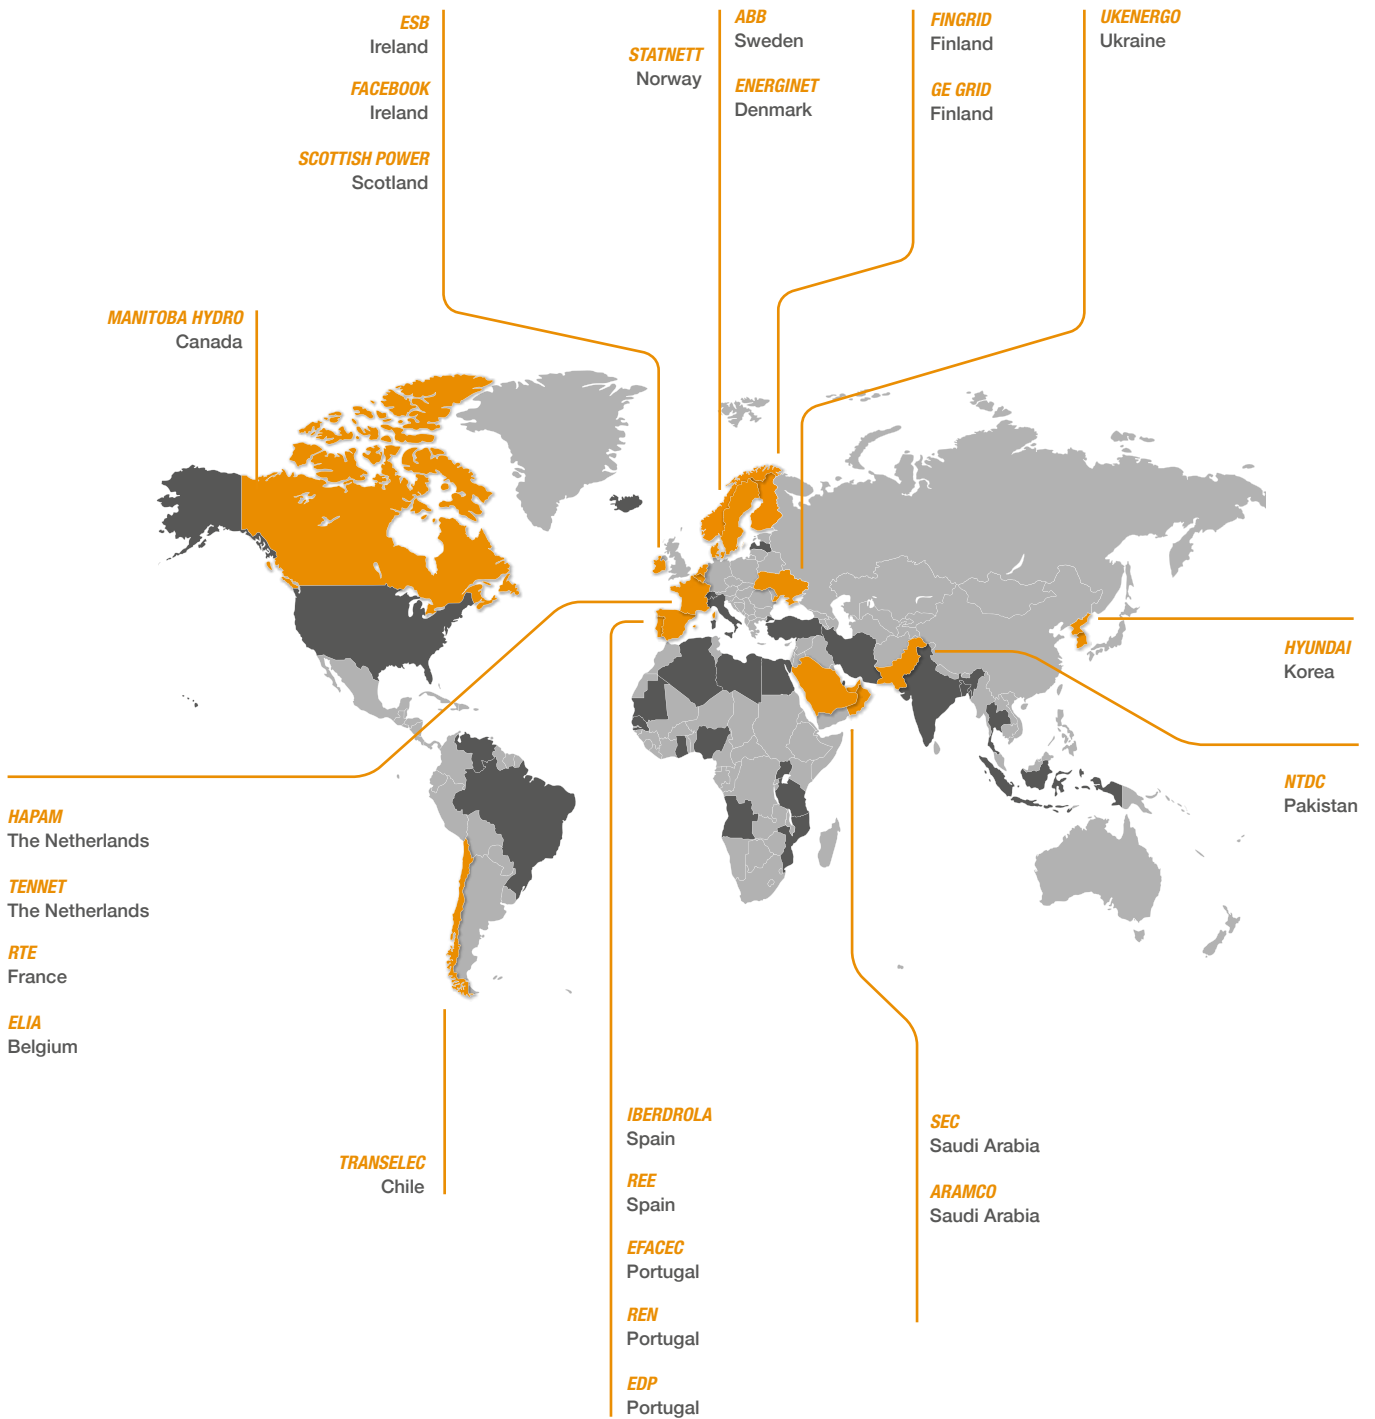 ESB
Ireland
FACEBOOK
Ireland
SCOTTISH POWER
Scotland
STATNETT
Norway
ABB
Sweden
ENERGINET
Denmark
FINGRID
Finland
GE GRID
Finland
UKENERGO
Ukraine
MANITOBA HYDRO
Canada
HYUNDAI
Korea
NTDC
Pakistan
HAPAM
The Netherlands
TENNET
The Netherlands
RTE
France
ELIA
Belgium
TRANSELEC
Chile
IBERDROLA
Spain
REE
Spain
EFACEC
Portugal
REN
Portugal
EDP
Portugal
SEC
Saudi Arabia
ARAMCO
Saudi Arabia